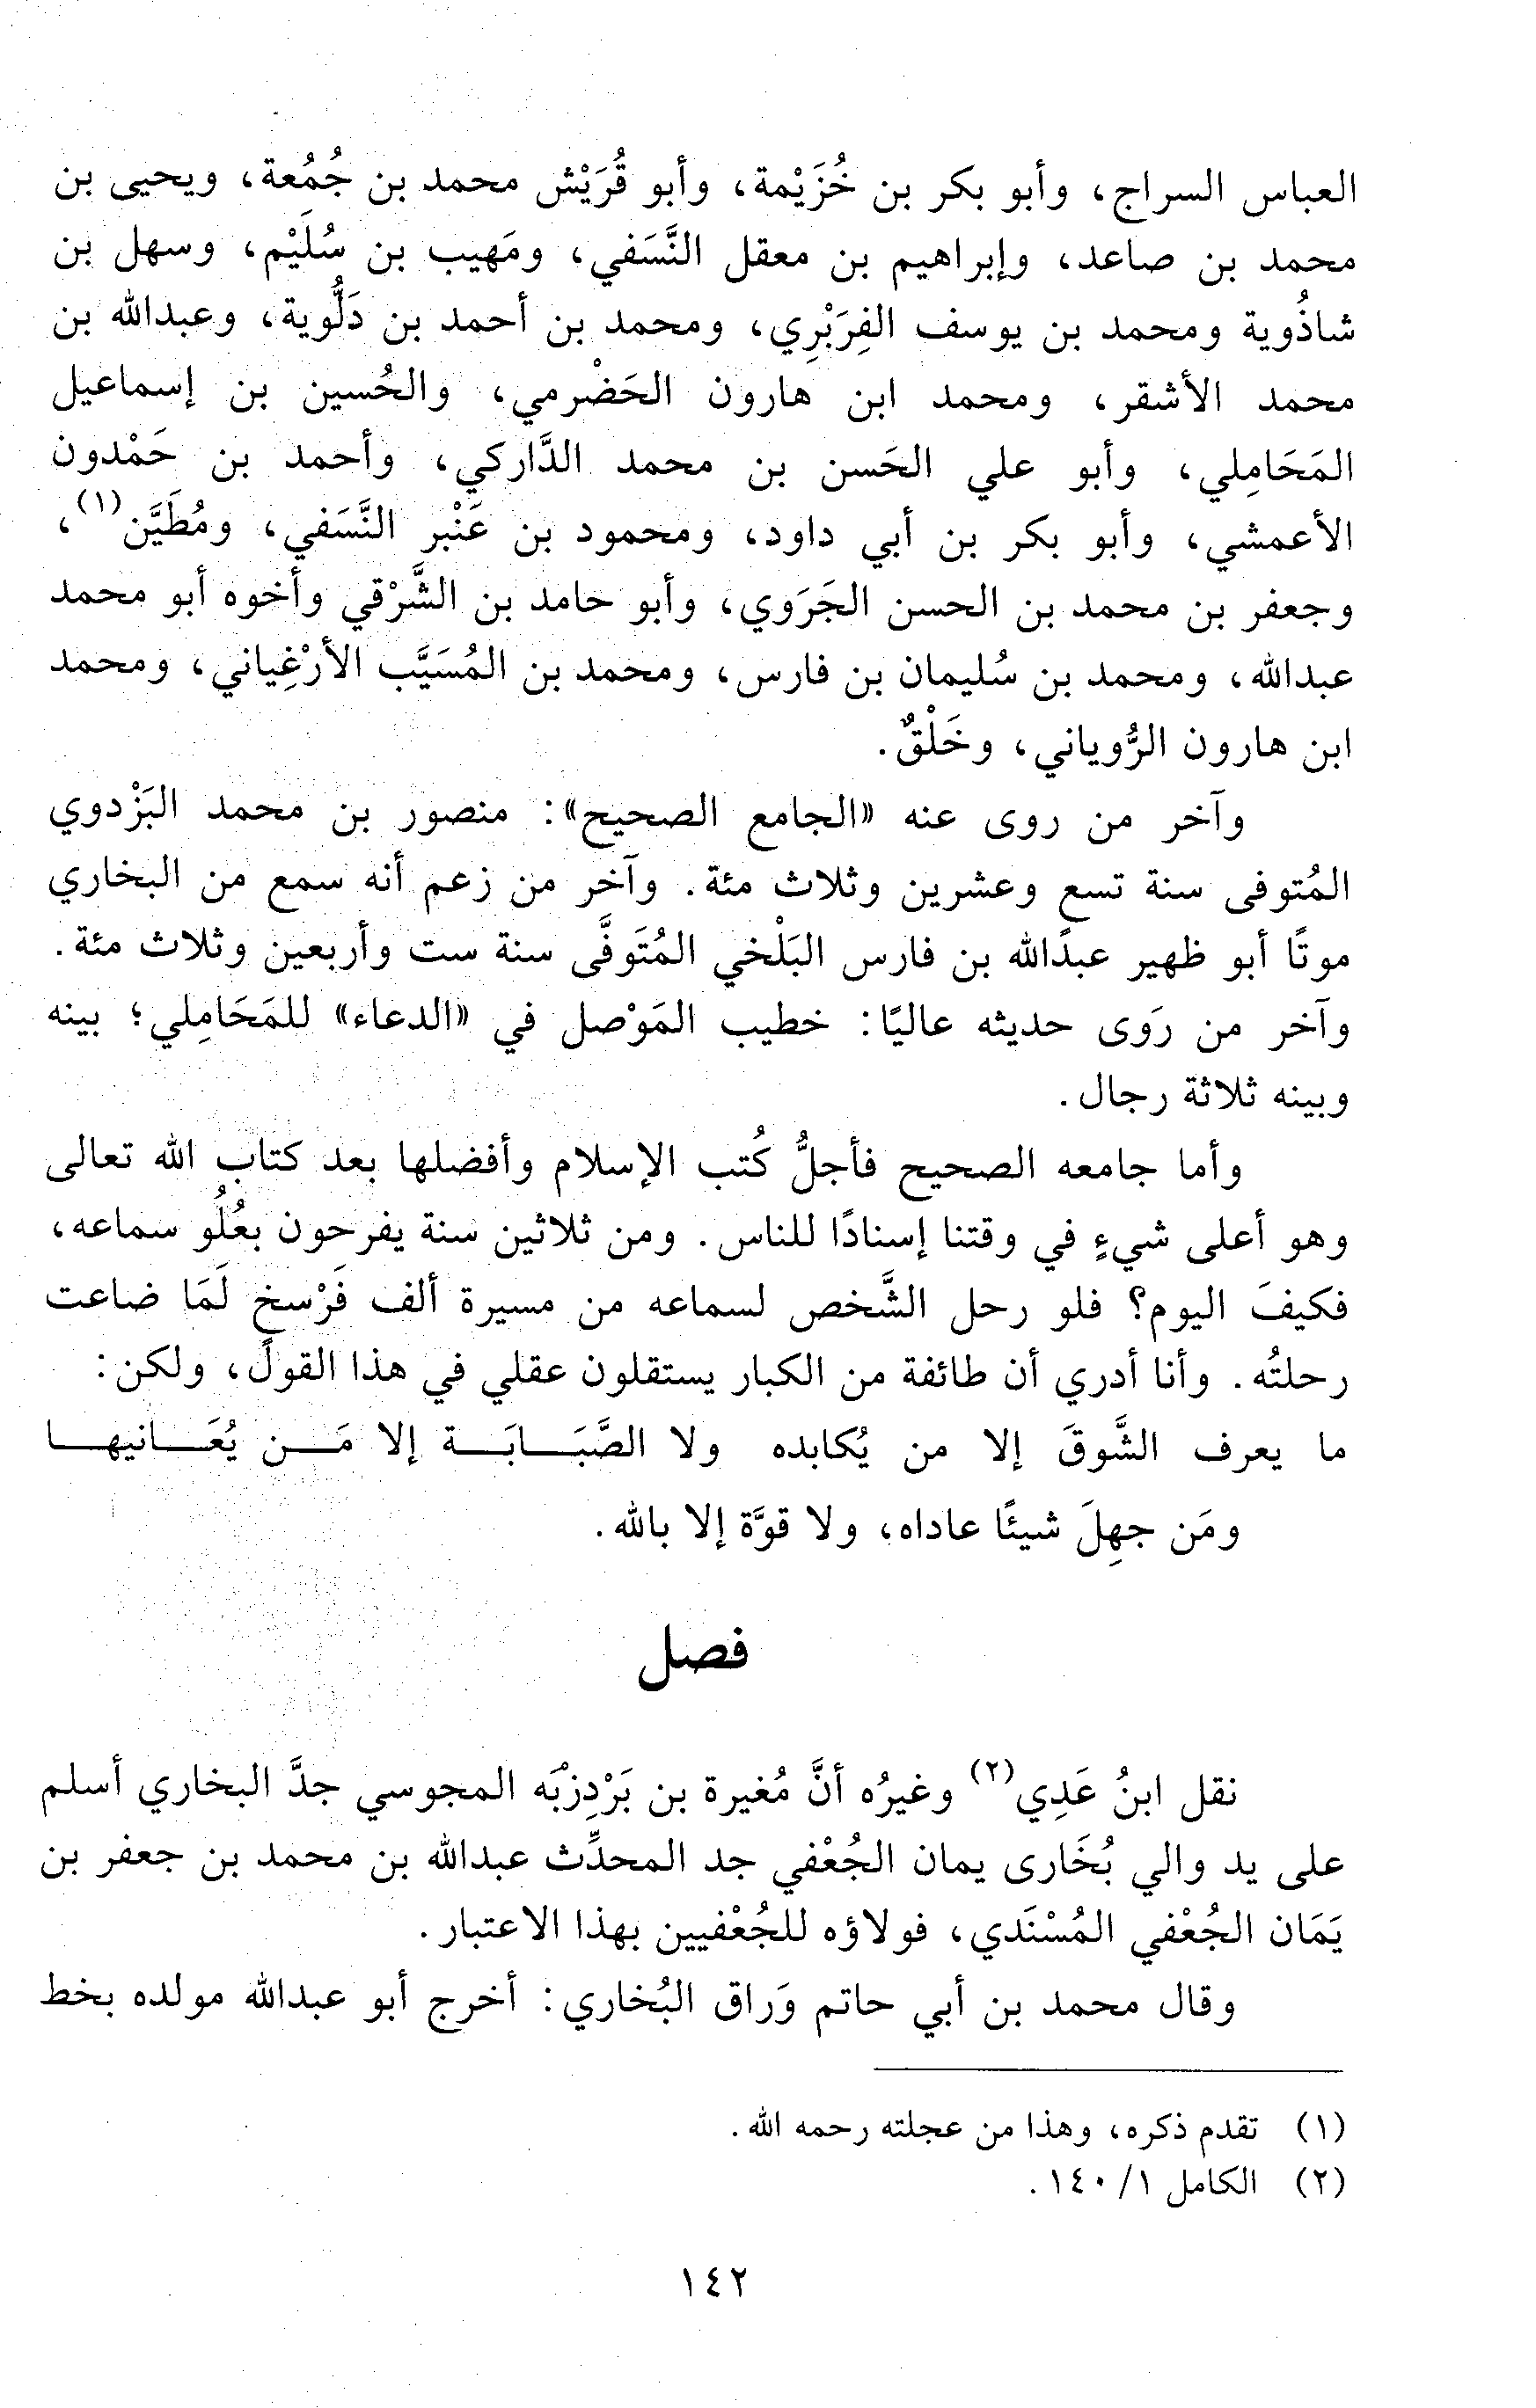 العباس السراج، وأبو بكر بن خُزَيْمة، وأبو قُرَيْش محمد بن جُمُعة، ويحيى بن
محمد بن صاعد، وإبراهيم بن معقل النَّسَفي، ومَهيب بن سُلَيْم، وسهل بن
شاذُوية ومحمد بن يوسف الفِرَبْرِي، ومحمد بن أحمد بن دَلُّوية، وعبدالله بن
محمد الأشقر، ومحمد ابن هارون الحَضْرمي، والحُسين بن إسماعيل
المَحَامِلي، وأبو علي الحَسن بن محمد الدَّاركي، وأحمد بن حَمْدون
الأعمشي، وأبو بكر بن أبي داود، ومحمود بن عَنْبر النَّسَفي، ومُطَيَّن(١)،
وجعفر بن محمد بن الحسن الجَرَوي، وأبو حامد بن الشَّرْقي وأخوه أبو محمد
عبدالله، ومحمد بن سُليمان بن فارس، ومحمد بن المُسَيَّب الأرْغِياني، ومحمد
ابن هارون الرُّوياني، وخَلْقٌ.
وآخر من روى عنه «الجامع الصحيح»: منصور بن محمد البَزْدوي
المُتوفى سنة تسع وعشرين وثلاث مئة. وآخر من زعم أنه سمع من البخاري
موتًا أبو ظهير عبدالله بن فارس البَلْخي المُتَوفَّى سنة ست وأربعين وثلاث مئة.
وآخر من رَوى حديثه عاليًا: خطيب المَوْصل في «الدعاء» للمَحَامِلي؛ بينه
وبينه ثلاثة رجال.
وأما جامعه الصحيح فأجلُّ كُتب الإسلام وأفضلها بعد كتاب الله تعالى
وهو أعلى شيءٍ في وقتنا إسنادًا للناس. ومن ثلاثين سنة يفرحون بعُلُو سماعه،
فكيفَ اليوم؟ فلو رحل الشَّخص لسماعه من مسيرة ألف فَرْسخ لَمَا ضاعت
رحلتُه. وأنا أدري أن طائفة من الكبار يستقلون عقلي في هذا القول، ولكن:
ما يعرف الشَّوقَ إلا من يُكابده ولا الصَّبَابَة إلا مَن يُعَانيها
ومَن جهِلَ شيئًا عاداه، ولا قوَّة إلا بالله.
فصل
نقل ابنُ عَدِي(٢) وغيرُه أنَّ مُغيرة بن بَرْدِزبَه المجوسي جدَّ البخاري أسلم
على يد والي بُخَارى يمان الجُعْفي جد المحدِّث عبدالله بن محمد بن جعفر بن
يَمَان الجُعْفي المُسْنَدي، فولاؤه للجُعْفيين بهذا الاعتبار.
وقال محمد بن أبي حاتم وَراق البُخاري: أخرج أبو عبدالله مولده بخط
(١) تقدم ذكره، وهذا من عجلته رحمه الله.
(٢) الكامل ١/ ١٤٠.
١٤٢